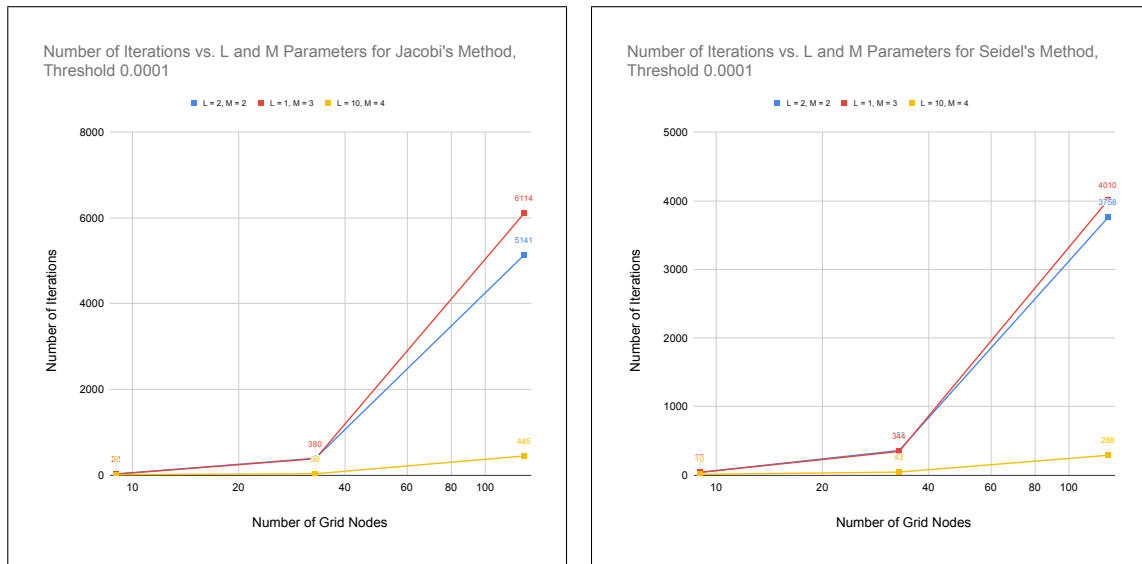 Number of Iterations vs. L and M Parameters for Jacobi's Method,
Threshold 0.0001
L = 2, M = 2 L = 1, M = 3 L = 10, M = 4
8000
6000
4000
2000
0
6114
5141
380
445
10 20 40 60 80 100
Number of Iterations
Number of Grid Nodes
Number of Iterations vs. L and M Parameters for Seidel's Method,
Threshold 0.0001
L = 2, M = 2 L = 1, M = 3 L = 10, M = 4
5000
4000
3000
2000
1000
0
4010
3758
344
43
288
10
10 20 40 60 80 100
Number of Iterations
Number of Grid Nodes